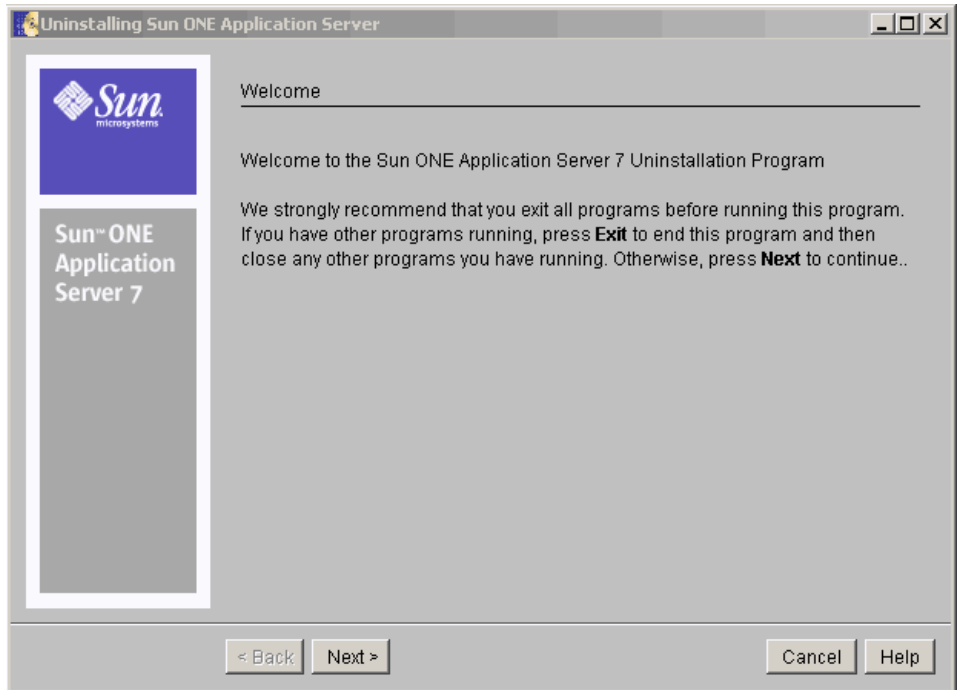 Uninstalling Sun ONE Application Server
Sun
microsystems
Sun™ ONE
Application
Server 7
Welcome
Welcome to the Sun ONE Application Server 7 Uninstallation Program
We strongly recommend that you exit all programs before running this program.
If you have other programs running, press Exit to end this program and then
close any other programs you have running. Otherwise, press Next to continue..
< Back
Next >
Cancel
Help